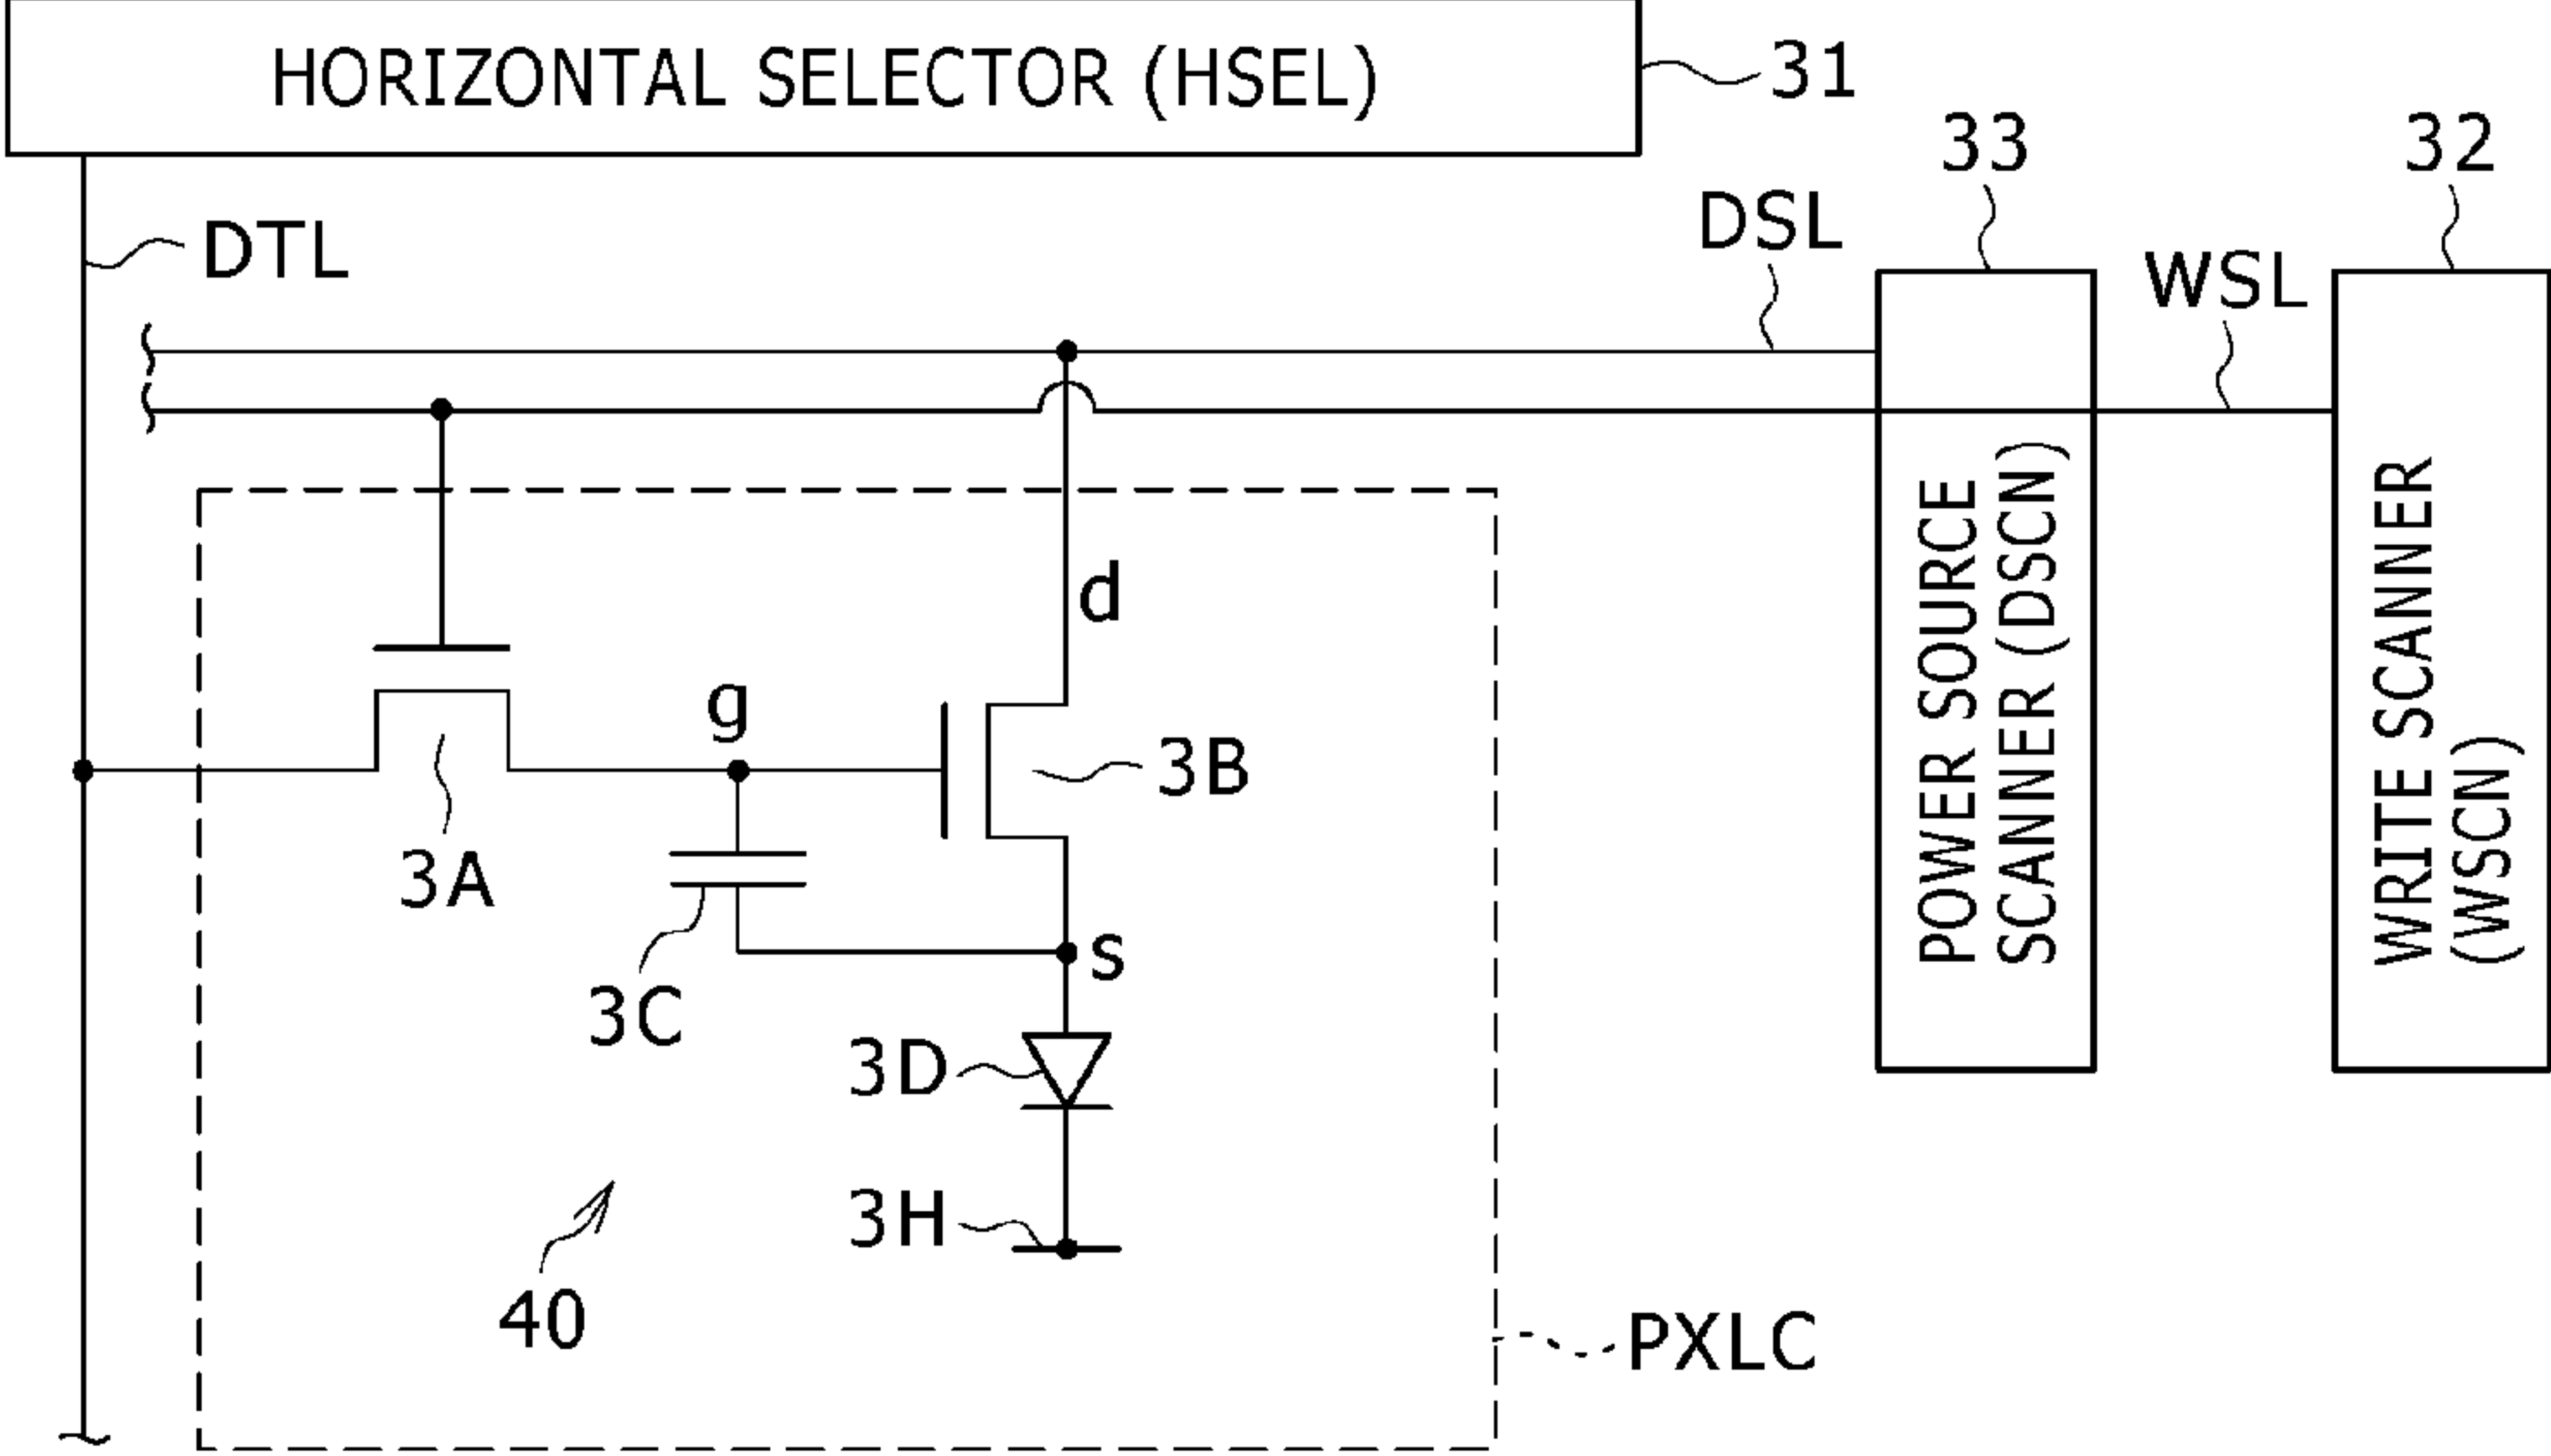 HORIZONTAL SELECTOR (HSEL)
31
33
32
DTL
DSL
WSL
d
g
3B
3A
s
3C
3D
3H
40
PXLC
POWER SOURCE
SCANNER (DSCN)
WRITE SCANNER
(WSCN)